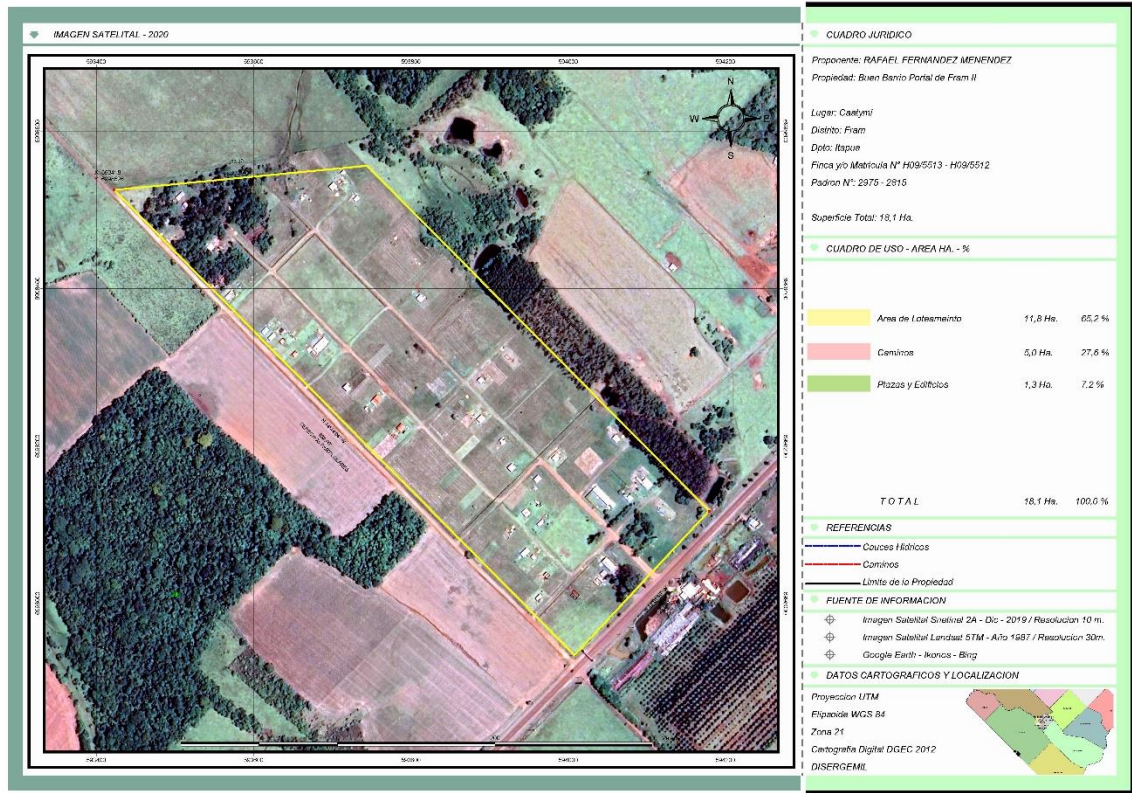 IMAGEN SATELITAL - 2020
N
W
E
S
CUADRO JURIDICO
Proponente: RAFAEL FERNANDEZ MENENDEZ
Propiedad: Buen Barrio Portal de Fram II
Lugar: Caatymi
Distrito: Fram
Dpto: Itapua
Finca y/o Matricula N° H09/5513 - H09/5512
Padron N°: 2975 - 2815
Superficie Total: 18,1 Ha.
CUADRO DE USO - AREA HA. - %
Area de Loteameinto 11,8 Ha. 65,2 %
Caminos 5,0 Ha. 27,6 %
Plazas y Edificios 1,3 Ha. 7,2 %
T O T A L 18,1 Ha. 100,0 %
REFERENCIAS
Cauces Hidricos
Caminos
Limite de la Propiedad
FUENTE DE INFORMACION
Imagen Satelital Snetinel 2A - Dic - 2019 / Resolucion 10 m.
Imagen Satelital Landsat 5TM - Año 1987 / Resolucion 30m.
Google Earth - Ikonos - Bing
DATOS CARTOGRAFICOS Y LOCALIZACION
Proyeccion UTM
Elipsoide WGS 84
Zona 21
Cartografia Digital DGEC 2012
DISERGEMIL